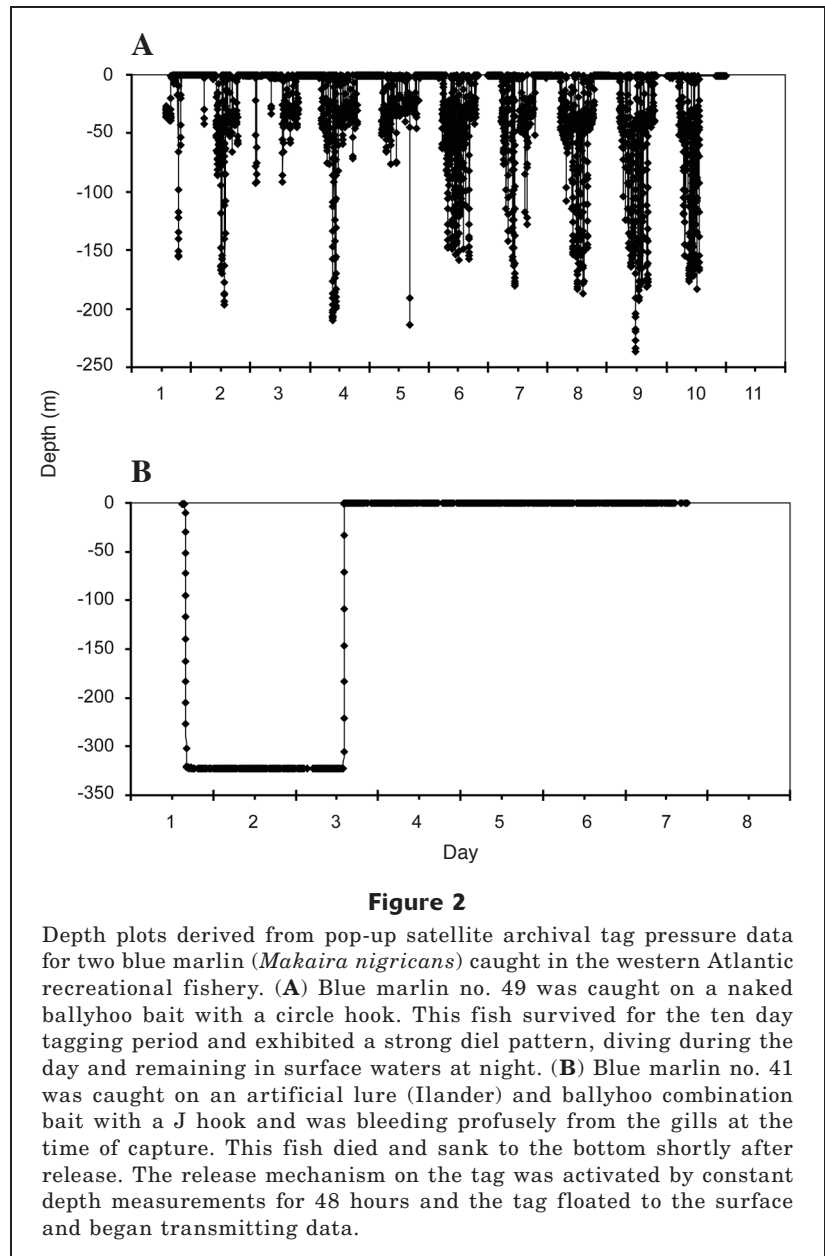 A
0
-50
-100
-150
-200
-250
1 2 3 4 5 6 7 8 9 10 11
Depth (m)
B
0
-50
-100
-150
-200
-250
-300
-350
1 2 3 4 5 6 7 8
Day
Figure 2
Depth plots derived from pop-up satellite archival tag pressure data
for two blue marlin (Makaira nigricans) caught in the western Atlantic
recreational fishery. (A) Blue marlin no. 49 was caught on a naked
ballyhoo bait with a circle hook. This fish survived for the ten day
tagging period and exhibited a strong diel pattern, diving during the
day and remaining in surface waters at night. (B) Blue marlin no. 41
was caught on an artificial lure (Ilander) and ballyhoo combination
bait with a J hook and was bleeding profusely from the gills at the
time of capture. This fish died and sank to the bottom shortly after
release. The release mechanism on the tag was activated by constant
depth measurements for 48 hours and the tag floated to the surface
and began transmitting data.